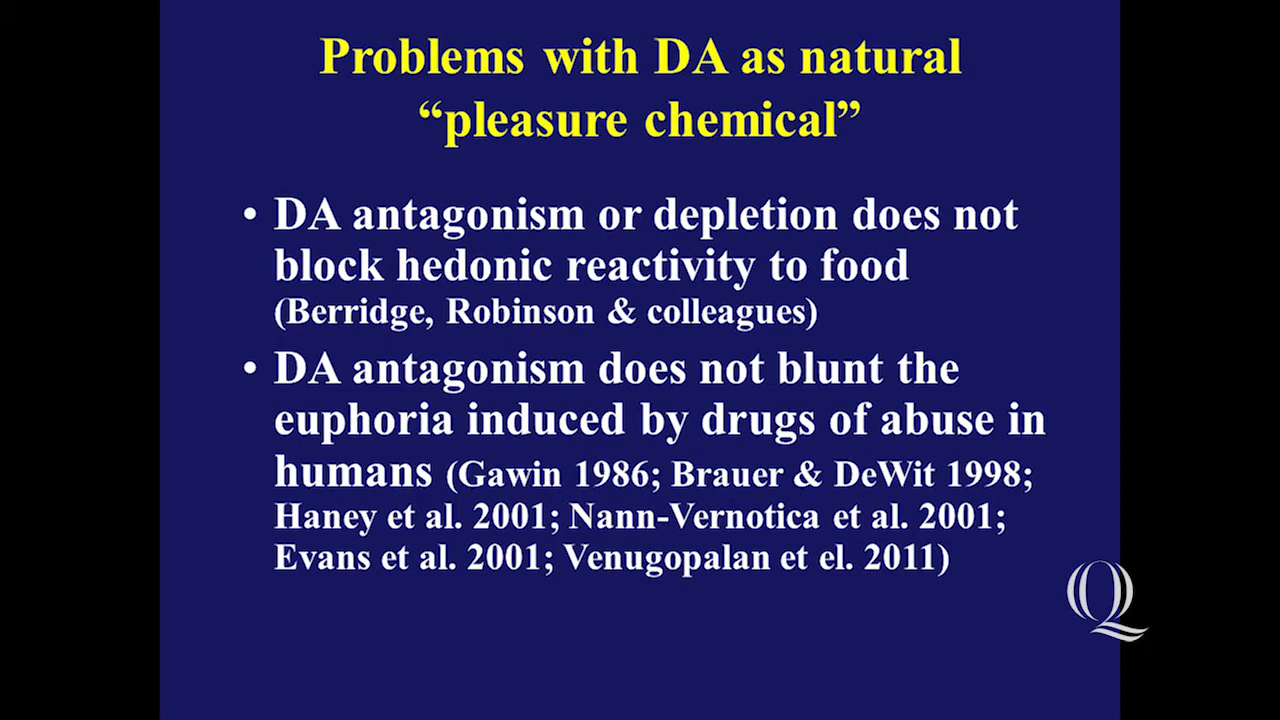 Problems with DA as natural
“pleasure chemical”
• DA antagonism or depletion does not
block hedonic reactivity to food
(Berridge, Robinson & colleagues)
• DA antagonism does not blunt the
euphoria induced by drugs of abuse in
humans (Gawin 1986; Brauer & DeWit 1998;
Haney et al. 2001; Nann-Vernotica et al. 2001;
Evans et al. 2001; Venugopalan et el. 2011)
Q